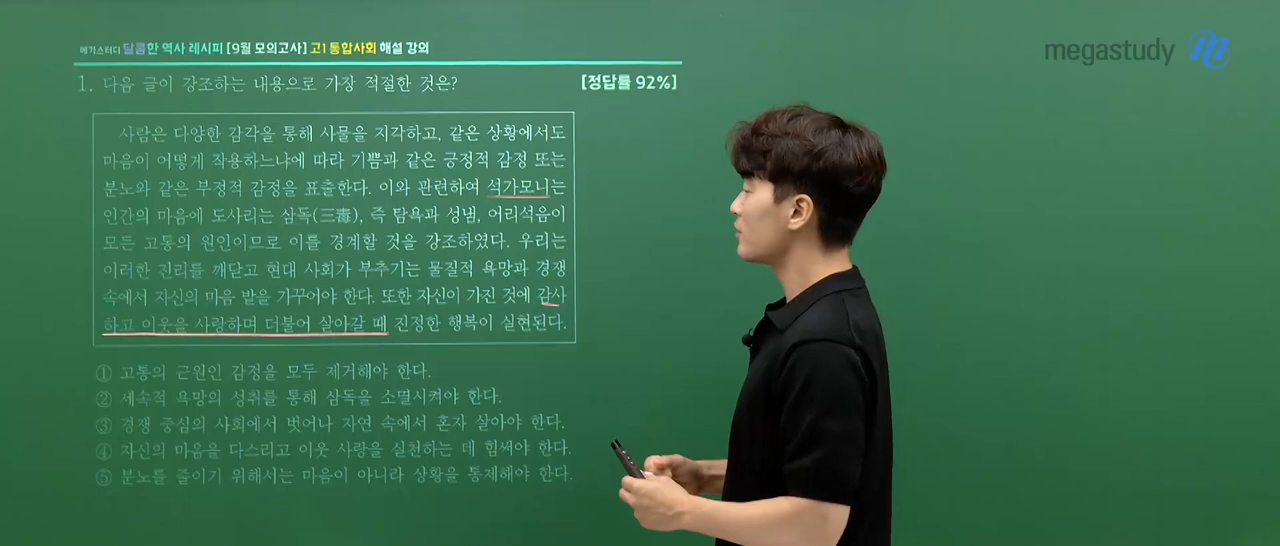 메가스터디 달콤한 역사 레시피 [9월 모의고사] 고1 통합사회 해설 강의
megastudy m
1. 다음 글이 강조하는 내용으로 가장 적절한 것은?
[정답률 92%]
사람은 다양한 감각을 통해 사물을 지각하고, 같은 상황에서도
마음이 어떻게 작용하느냐에 따라 기쁨과 같은 긍정적 감정 또는
분노와 같은 부정적 감정을 표출한다. 이와 관련하여 석가모니는
인간의 마음에 도사리는 삼독(三毒), 즉 탐욕과 성냄, 어리석음이
모든 고통의 원인이므로 이를 경계할 것을 강조하였다. 우리는
이러한 진리를 깨닫고 현대 사회가 부추기는 물질적 욕망과 경쟁
속에서 자신의 마음 밭을 가꾸어야 한다. 또한 자신이 가진 것에 감사
하고 이웃을 사랑하며 더불어 살아갈 때 진정한 행복이 실현된다.
① 고통의 근원인 감정을 모두 제거해야 한다.
② 세속적 욕망의 성취를 통해 삼독을 소멸시켜야 한다.
③ 경쟁 중심의 사회에서 벗어나 자연 속에서 혼자 살아야 한다.
④ 자신의 마음을 다스리고 이웃 사랑을 실천하는 데 힘써야 한다.
⑤ 분노를 줄이기 위해서는 마음이 아니라 상황을 통제해야 한다.